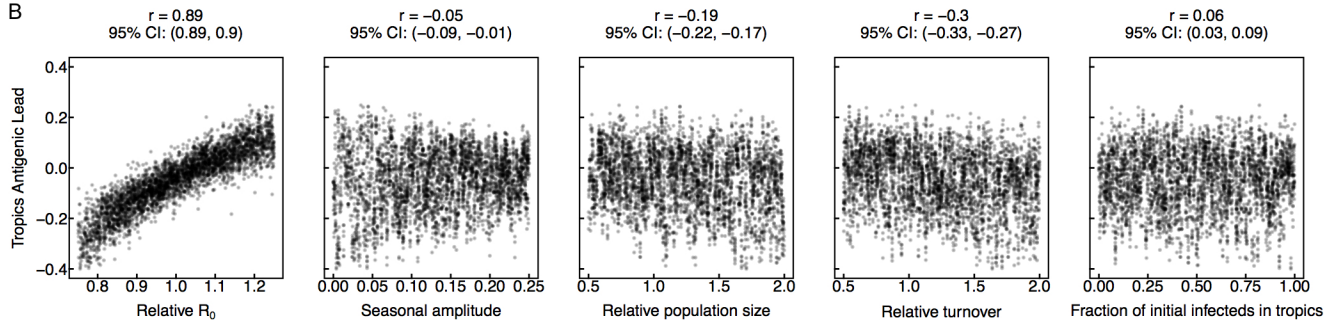 B
r = 0.89
95% CI: (0.89, 0.9)
r = −0.05
95% CI: (−0.09, −0.01)
r = −0.19
95% CI: (−0.22, −0.17)
r = −0.3
95% CI: (−0.33, −0.27)
r = 0.06
95% CI: (0.03, 0.09)
Tropics Antigenic Lead
0.4
0.2
0.0
−0.2
−0.4
0.8 0.9 1.0 1.1 1.2
Relative R₀
0.00 0.05 0.10 0.15 0.20 0.25
Seasonal amplitude
0.5 1.0 1.5 2.0
Relative population size
0.5 1.0 1.5 2.0
Relative turnover
0.00 0.25 0.50 0.75 1.00
Fraction of initial infecteds in tropics